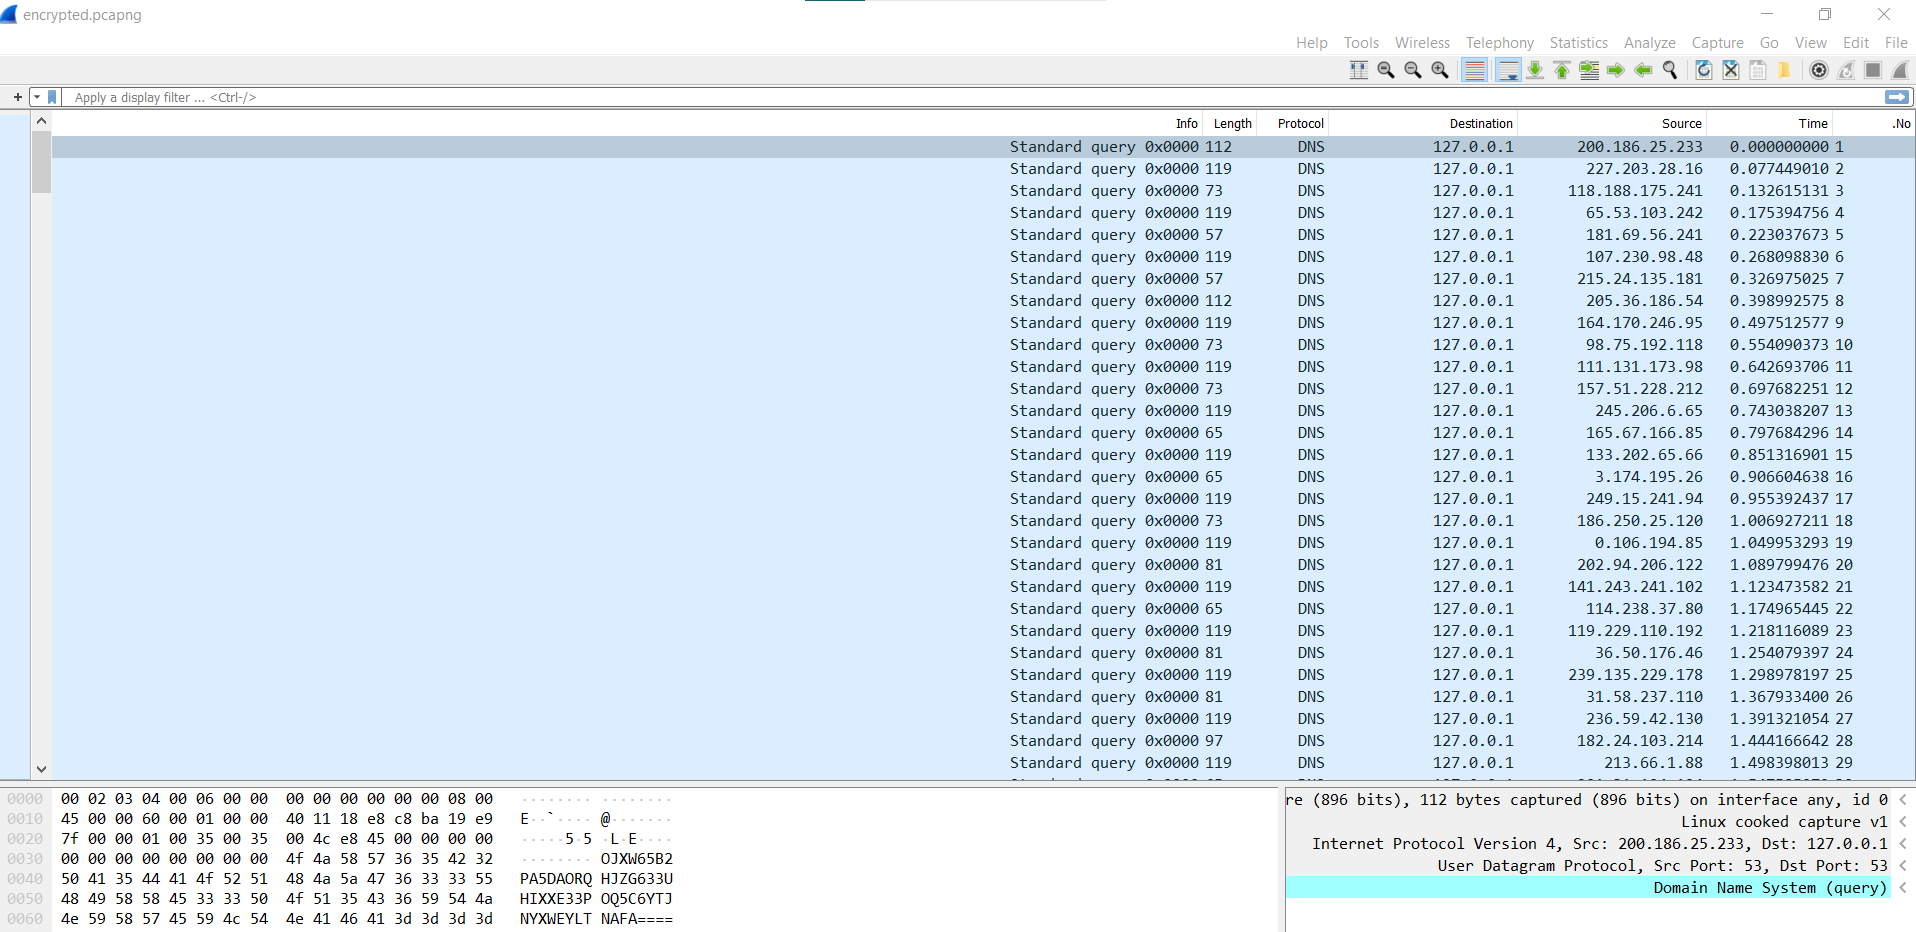 encrypted.pcapng
Help Tools Wireless Telephony Statistics Analyze Capture Go View Edit File
+ Apply a display filter ... <Ctrl-/>
Info Length Protocol Destination Source Time .No
Standard query 0x0000 112 DNS 127.0.0.1 200.186.25.233 0.000000000 1
Standard query 0x0000 119 DNS 127.0.0.1 227.203.28.16 0.077449010 2
Standard query 0x0000 73 DNS 127.0.0.1 118.188.175.241 0.132615131 3
Standard query 0x0000 119 DNS 127.0.0.1 65.53.103.242 0.175394756 4
Standard query 0x0000 57 DNS 127.0.0.1 181.69.56.241 0.223037673 5
Standard query 0x0000 119 DNS 127.0.0.1 107.230.98.48 0.268098830 6
Standard query 0x0000 57 DNS 127.0.0.1 215.24.135.181 0.326975025 7
Standard query 0x0000 112 DNS 127.0.0.1 205.36.186.54 0.398992575 8
Standard query 0x0000 119 DNS 127.0.0.1 164.170.246.95 0.497512577 9
Standard query 0x0000 73 DNS 127.0.0.1 98.75.192.118 0.554090373 10
Standard query 0x0000 119 DNS 127.0.0.1 111.131.173.98 0.642693706 11
Standard query 0x0000 73 DNS 127.0.0.1 157.51.228.212 0.697682251 12
Standard query 0x0000 119 DNS 127.0.0.1 245.206.6.65 0.743038207 13
Standard query 0x0000 65 DNS 127.0.0.1 165.67.166.85 0.797684296 14
Standard query 0x0000 119 DNS 127.0.0.1 133.202.65.66 0.851316901 15
Standard query 0x0000 65 DNS 127.0.0.1 3.174.195.26 0.906604638 16
Standard query 0x0000 119 DNS 127.0.0.1 249.15.241.94 0.955392437 17
Standard query 0x0000 73 DNS 127.0.0.1 186.250.25.120 1.006927211 18
Standard query 0x0000 119 DNS 127.0.0.1 0.106.194.85 1.049953293 19
Standard query 0x0000 81 DNS 127.0.0.1 202.94.206.122 1.089799476 20
Standard query 0x0000 119 DNS 127.0.0.1 141.243.241.102 1.123473582 21
Standard query 0x0000 65 DNS 127.0.0.1 114.238.37.80 1.174965445 22
Standard query 0x0000 119 DNS 127.0.0.1 119.229.110.192 1.218116089 23
Standard query 0x0000 81 DNS 127.0.0.1 36.50.176.46 1.254079397 24
Standard query 0x0000 119 DNS 127.0.0.1 239.135.229.178 1.298978197 25
Standard query 0x0000 81 DNS 127.0.0.1 31.58.237.110 1.367933400 26
Standard query 0x0000 119 DNS 127.0.0.1 236.59.42.130 1.391321054 27
Standard query 0x0000 97 DNS 127.0.0.1 182.24.103.214 1.444166642 28
Standard query 0x0000 119 DNS 127.0.0.1 213.66.1.88 1.498398013 29
0000 00 02 03 04 00 06 00 00 00 00 00 00 00 00 08 00 ········ ········
0010 45 00 00 60 00 01 00 00 40 11 18 e8 c8 ba 19 e9 E··`···· @·······
0020 7f 00 00 01 00 35 00 35 00 4c e8 45 00 00 00 00 ·····5·5 ·L·E····
0030 00 00 00 00 00 00 00 00 4f 4a 58 57 36 35 42 32 ········ OJXW65B2
0040 50 41 35 44 41 4f 52 51 48 4a 5a 47 36 33 33 55 PA5DAORQ HJZG633U
0050 48 49 58 58 45 33 33 50 4f 51 35 43 36 59 54 4a HIXXE33P OQ5C6YTJ
0060 4e 59 58 57 45 59 4c 54 4e 41 46 41 3d 3d 3d 3d NYXWEYLT NAFA====
re (896 bits), 112 bytes captured (896 bits) on interface any, id 0
Linux cooked capture v1
Internet Protocol Version 4, Src: 200.186.25.233, Dst: 127.0.0.1
User Datagram Protocol, Src Port: 53, Dst Port: 53
Domain Name System (query)